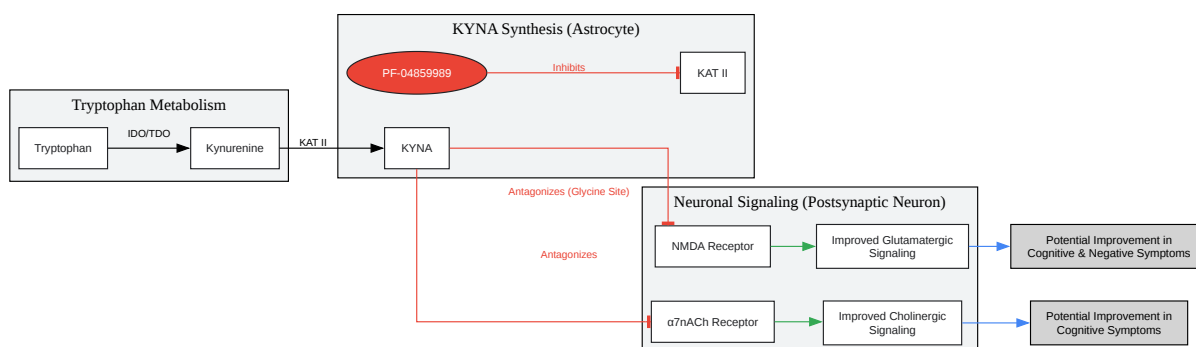 KYNA Synthesis (Astrocyte)
PF-04859989
Inhibits
KAT II
Tryptophan Metabolism
Tryptophan
IDO/TDO
Kynurenine
KAT II
KYNA
Antagonizes (Glycine Site)
Antagonizes
Neuronal Signaling (Postsynaptic Neuron)
NMDA Receptor
Improved Glutamatergic
Signaling
Potential Improvement in
Cognitive & Negative Symptoms
α7nACh Receptor
Improved Cholinergic
Signaling
Potential Improvement in
Cognitive Symptoms